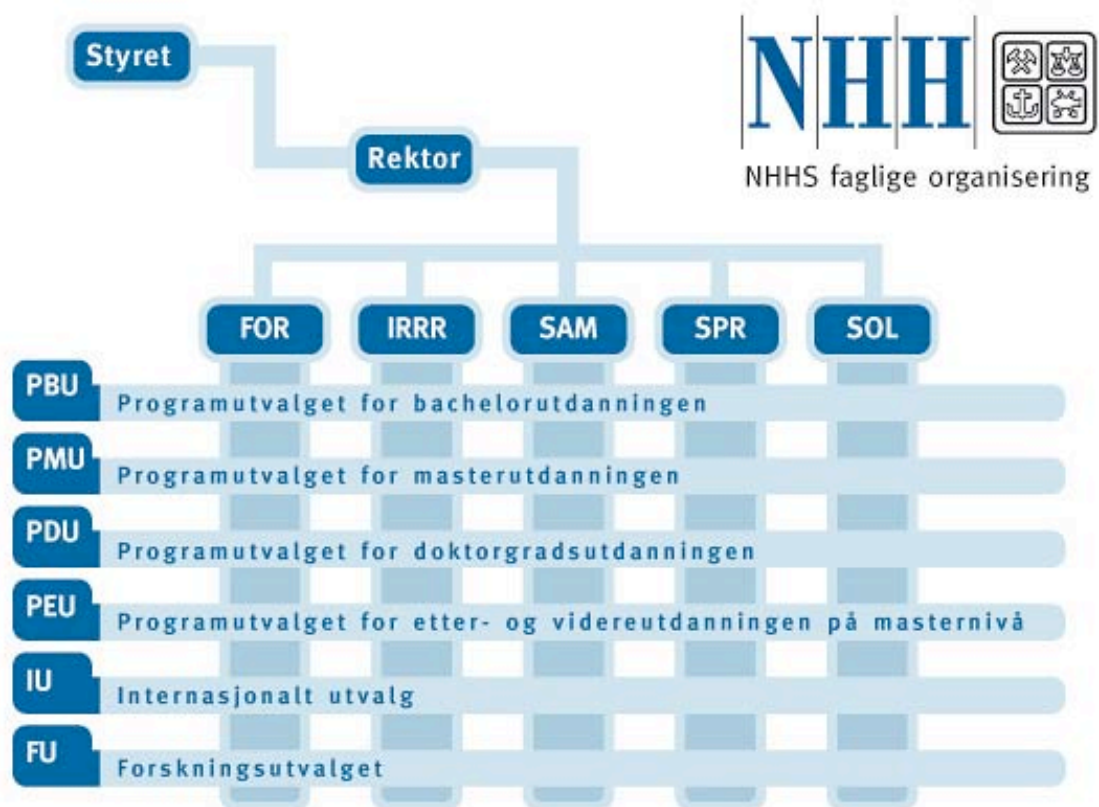 Styret
NHH
Rektor
NHHS faglige organisering
FOR IRRR SAM SPR SOL
PBU
Programutvalget for bachelorutdanningen
PMU
Programutvalget for masterutdanningen
PDU
Programutvalget for doktorgradsutdanningen
PEU
Programutvalget for etter- og videreutdanningen på masternivå
IU
Internasjonalt utvalg
FU
Forskningsutvalget